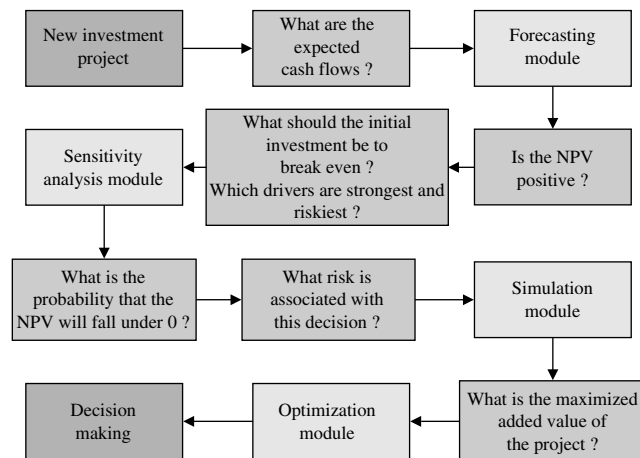 New investment
project
What are the
expected
cash flows ?
Forecasting
module
Sensitivity
analysis module
What should the initial
investment be to
break even ?
Which drivers are strongest and
riskiest ?
Is the NPV
positive ?
What is the
probability that the
NPV will fall under 0 ?
What risk is
associated with
this decision ?
Simulation
module
Decision
making
Optimization
module
What is the maximized
added value of
the project ?